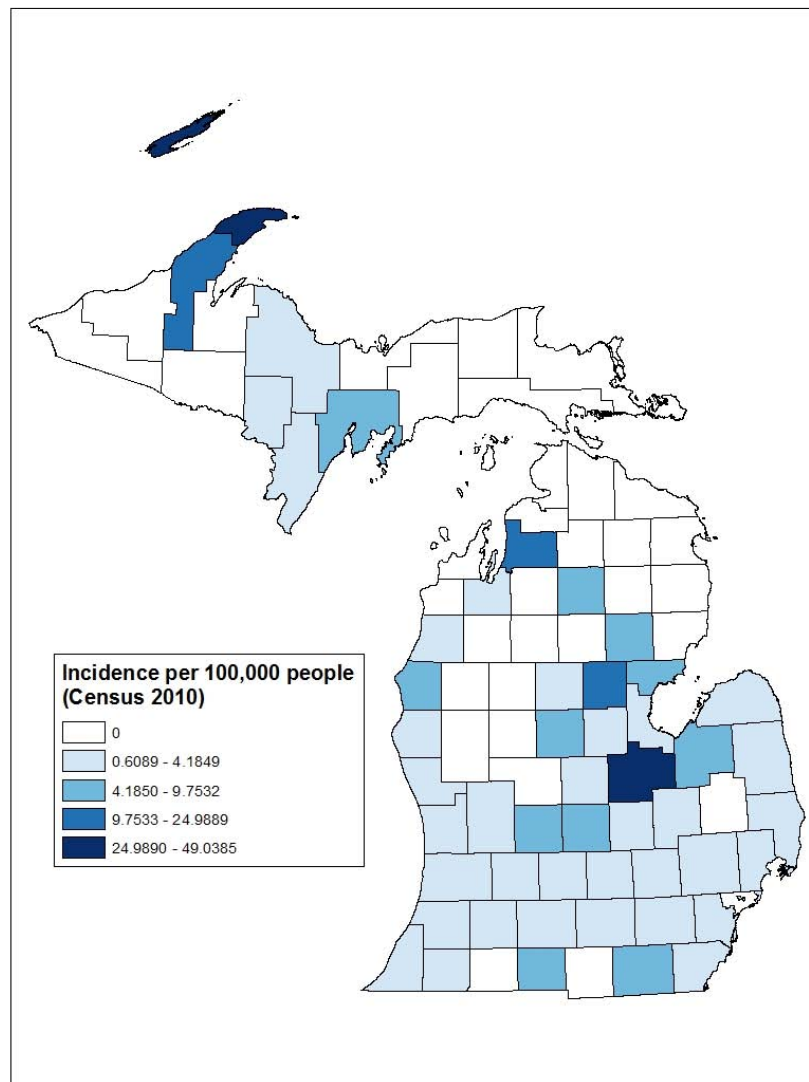 Incidence per 100,000 people
(Census 2010)
0
0.6089 - 4.1849
4.1850 - 9.7532
9.7533 - 24.9889
24.9890 - 49.0385